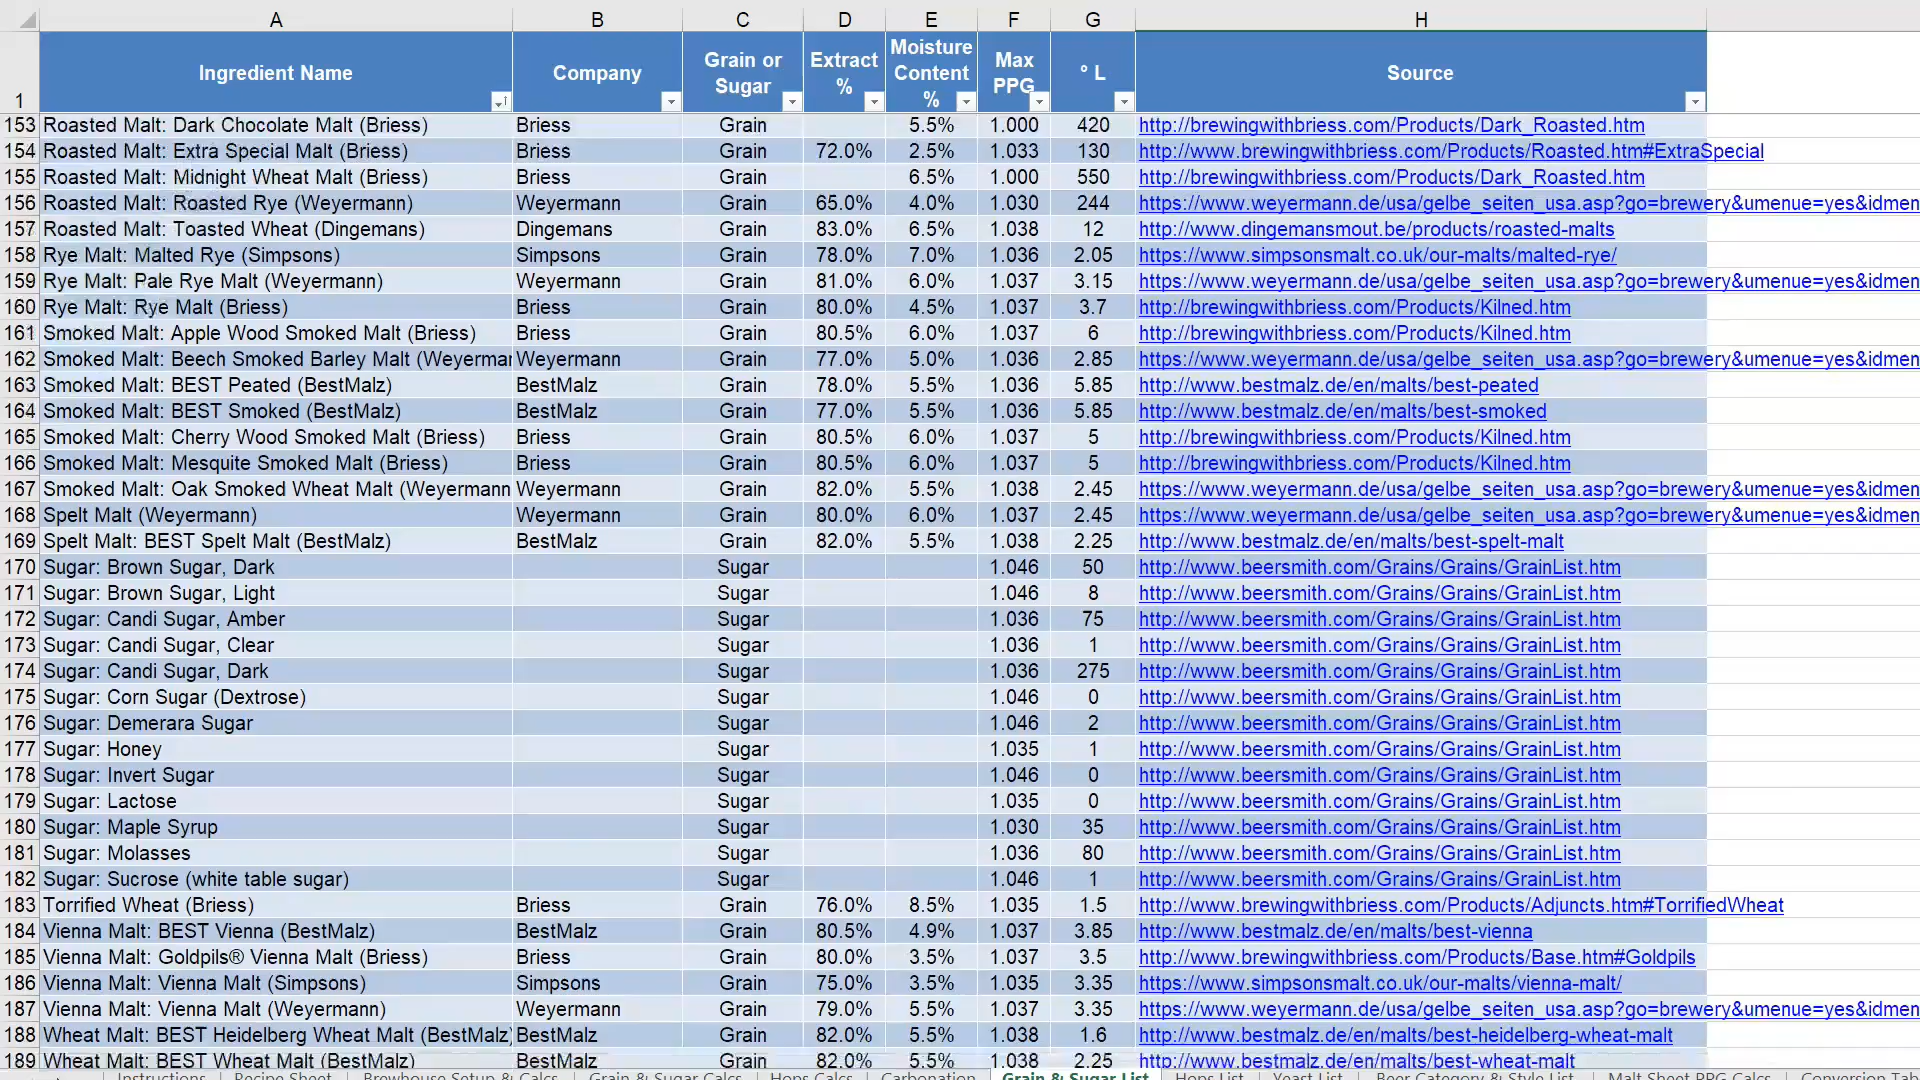 A B C D E F G H
1 Ingredient Name Company Grain or Sugar Extract % Moisture Content % Max PPG ° L Source
153 Roasted Malt: Dark Chocolate Malt (Briess) Briess Grain 5.5% 1.000 420 http://brewingwithbriess.com/Products/Dark_Roasted.htm
154 Roasted Malt: Extra Special Malt (Briess) Briess Grain 72.0% 2.5% 1.033 130 http://www.brewingwithbriess.com/Products/Roasted.htm#ExtraSpecial
155 Roasted Malt: Midnight Wheat Malt (Briess) Briess Grain 6.5% 1.000 550 http://brewingwithbriess.com/Products/Dark_Roasted.htm
156 Roasted Malt: Roasted Rye (Weyermann) Weyermann Grain 65.0% 4.0% 1.030 244 https://www.weyermann.de/usa/gelbe_seiten_usa.asp?go=brewery&umenue=yes&idmen
157 Roasted Malt: Toasted Wheat (Dingemans) Dingemans Grain 83.0% 6.5% 1.038 12 http://www.dingemansmout.be/products/roasted-malts
158 Rye Malt: Malted Rye (Simpsons) Simpsons Grain 78.0% 7.0% 1.036 2.05 https://www.simpsonsmalt.co.uk/our-malts/malted-rye/
159 Rye Malt: Pale Rye Malt (Weyermann) Weyermann Grain 81.0% 6.0% 1.037 3.15 https://www.weyermann.de/usa/gelbe_seiten_usa.asp?go=brewery&umenue=yes&idmen
160 Rye Malt: Rye Malt (Briess) Briess Grain 80.0% 4.5% 1.037 3.7 http://brewingwithbriess.com/Products/Kilned.htm
161 Smoked Malt: Apple Wood Smoked Malt (Briess) Briess Grain 80.5% 6.0% 1.037 6 http://brewingwithbriess.com/Products/Kilned.htm
162 Smoked Malt: Beech Smoked Barley Malt (Weyermar Weyermann Grain 77.0% 5.0% 1.036 2.85 https://www.weyermann.de/usa/gelbe_seiten_usa.asp?go=brewery&umenue=yes&idmen
163 Smoked Malt: BEST Peated (BestMalz) BestMalz Grain 78.0% 5.5% 1.036 5.85 http://www.bestmalz.de/en/malts/best-peated
164 Smoked Malt: BEST Smoked (BestMalz) BestMalz Grain 77.0% 5.5% 1.036 5.85 http://www.bestmalz.de/en/malts/best-smoked
165 Smoked Malt: Cherry Wood Smoked Malt (Briess) Briess Grain 80.5% 6.0% 1.037 5 http://brewingwithbriess.com/Products/Kilned.htm
166 Smoked Malt: Mesquite Smoked Malt (Briess) Briess Grain 80.5% 6.0% 1.037 5 http://brewingwithbriess.com/Products/Kilned.htm
167 Smoked Malt: Oak Smoked Wheat Malt (Weyermann Weyermann Grain 82.0% 5.5% 1.038 2.45 https://www.weyermann.de/usa/gelbe_seiten_usa.asp?go=brewery&umenue=yes&idmen
168 Spelt Malt (Weyermann) Weyermann Grain 80.0% 6.0% 1.037 2.45 https://www.weyermann.de/usa/gelbe_seiten_usa.asp?go=brewery&umenue=yes&idmen
169 Spelt Malt: BEST Spelt Malt (BestMalz) BestMalz Grain 82.0% 5.5% 1.038 2.25 http://www.bestmalz.de/en/malts/best-spelt-malt
170 Sugar: Brown Sugar, Dark Sugar 1.046 50 http://www.beersmith.com/Grains/Grains/GrainList.htm
171 Sugar: Brown Sugar, Light Sugar 1.046 8 http://www.beersmith.com/Grains/Grains/GrainList.htm
172 Sugar: Candi Sugar, Amber Sugar 1.036 75 http://www.beersmith.com/Grains/Grains/GrainList.htm
173 Sugar: Candi Sugar, Clear Sugar 1.036 1 http://www.beersmith.com/Grains/Grains/GrainList.htm
174 Sugar: Candi Sugar, Dark Sugar 1.036 275 http://www.beersmith.com/Grains/Grains/GrainList.htm
175 Sugar: Corn Sugar (Dextrose) Sugar 1.046 0 http://www.beersmith.com/Grains/Grains/GrainList.htm
176 Sugar: Demerara Sugar Sugar 1.046 2 http://www.beersmith.com/Grains/Grains/GrainList.htm
177 Sugar: Honey Sugar 1.035 1 http://www.beersmith.com/Grains/Grains/GrainList.htm
178 Sugar: Invert Sugar Sugar 1.046 0 http://www.beersmith.com/Grains/Grains/GrainList.htm
179 Sugar: Lactose Sugar 1.035 0 http://www.beersmith.com/Grains/Grains/GrainList.htm
180 Sugar: Maple Syrup Sugar 1.030 35 http://www.beersmith.com/Grains/Grains/GrainList.htm
181 Sugar: Molasses Sugar 1.036 80 http://www.beersmith.com/Grains/Grains/GrainList.htm
182 Sugar: Sucrose (white table sugar) Sugar 1.046 1 http://www.beersmith.com/Grains/Grains/GrainList.htm
183 Torrified Wheat (Briess) Briess Grain 76.0% 8.5% 1.035 1.5 http://www.brewingwithbriess.com/Products/Adjuncts.htm#TorrifiedWheat
184 Vienna Malt: BEST Vienna (BestMalz) BestMalz Grain 80.5% 4.9% 1.037 3.85 http://www.bestmalz.de/en/malts/best-vienna
185 Vienna Malt: Goldpils® Vienna Malt (Briess) Briess Grain 80.0% 3.5% 1.037 3.5 http://www.brewingwithbriess.com/Products/Base.htm#Goldpils
186 Vienna Malt: Vienna Malt (Simpsons) Simpsons Grain 75.0% 3.5% 1.035 3.35 https://www.simpsonsmalt.co.uk/our-malts/vienna-malt/
187 Vienna Malt: Vienna Malt (Weyermann) Weyermann Grain 79.0% 5.5% 1.037 3.35 https://www.weyermann.de/usa/gelbe_seiten_usa.asp?go=brewery&umenue=yes&idmen
188 Wheat Malt: BEST Heidelberg Wheat Malt (BestMalz) BestMalz Grain 82.0% 5.5% 1.038 1.6 http://www.bestmalz.de/en/malts/best-heidelberg-wheat-malt
189 Wheat Malt: BEST Wheat Malt (BestMalz) BestMalz Grain 82.0% 5.5% 1.038 2.25 http://www.bestmalz.de/en/malts/best-wheat-malt
Instructions Recipe Sheet Brewhouse Setup & Calcs Grain & Sugar Calcs Hops Calcs Carbonation Grain & Sugar List Hops List Yeast List Beer Category & Style List Malt Sheet PPG Calcs Conversion Tab